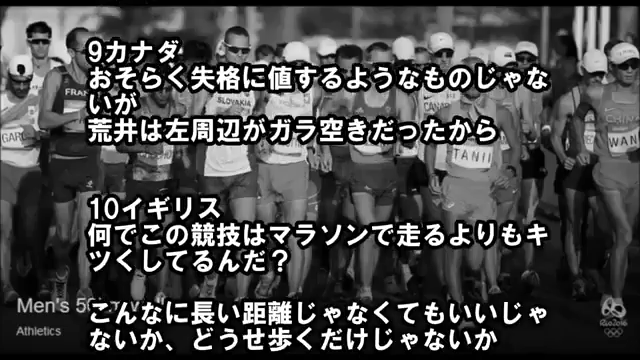 9カナダ
おそらく失格に値するようなものじゃな
いが
荒井は左周辺がガラ空きだったから
10イギリス
何でこの競技はマラソンで走るよりもキ
ツくしてるんだ？
こんなに長い距離じゃなくてもいいじゃ
ないか、どうせ歩くだけじゃないか
Men's 50
Athletics
Rio2016
FRAN
SLOVAKIA
CANAD
TANII
CHINA
WAN